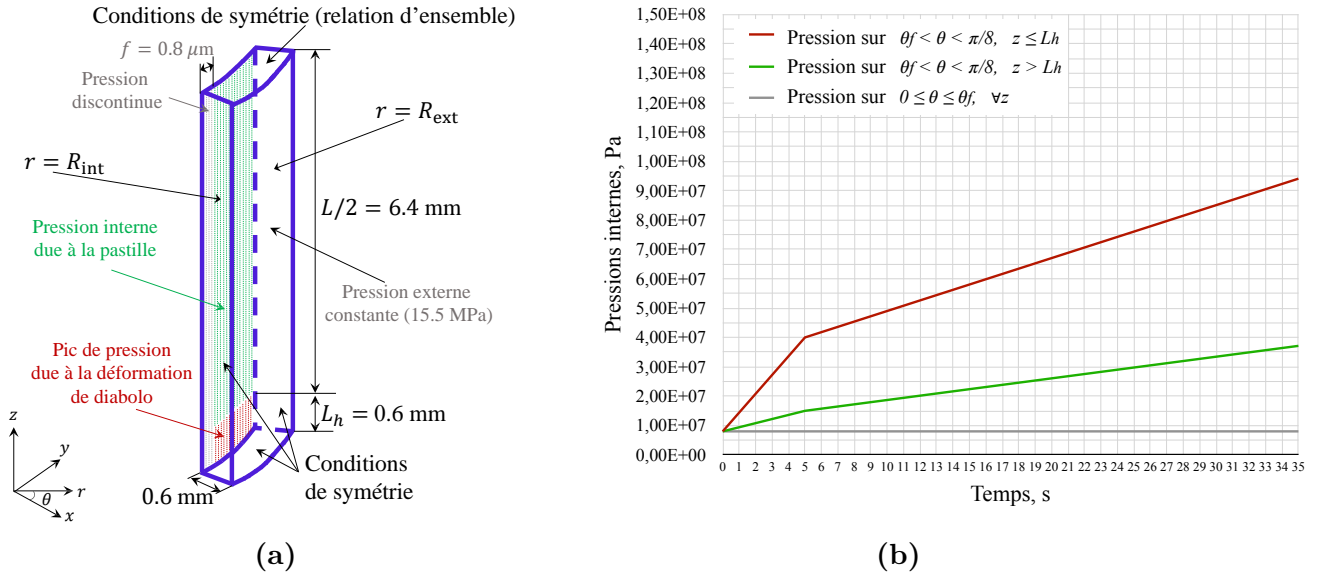 Conditions de symétrie (relation d'ensemble)
f = 0.8 μm
Pression
discontinue
r = R_ext
r = R_int
L/2 = 6.4 mm
Pression interne
due à la pastille
Pression externe
constante (15.5 MPa)
Pic de pression
due à la déformation
de diabolo
L_h = 0.6 mm
z
y
r
θ
x
0.6 mm
Conditions
de symétrie
(a)
Pressions internes, Pa
1,50E+08
1,40E+08
1,30E+08
1,20E+08
1,10E+08
1,00E+08
9,00E+07
8,00E+07
7,00E+07
6,00E+07
5,00E+07
4,00E+07
3,00E+07
2,00E+07
1,00E+07
0,00E+00
Pression sur θf < θ < π/8, z ≤ Lh
Pression sur θf < θ < π/8, z > Lh
Pression sur 0 ≤ θ ≤ θf, ∀z
0 1 2 3 4 5 6 7 8 9 10 11 12 13 14 15 16 17 18 19 20 21 22 23 24 25 26 27 28 29 30 31 32 33 34 35
Temps, s
(b)